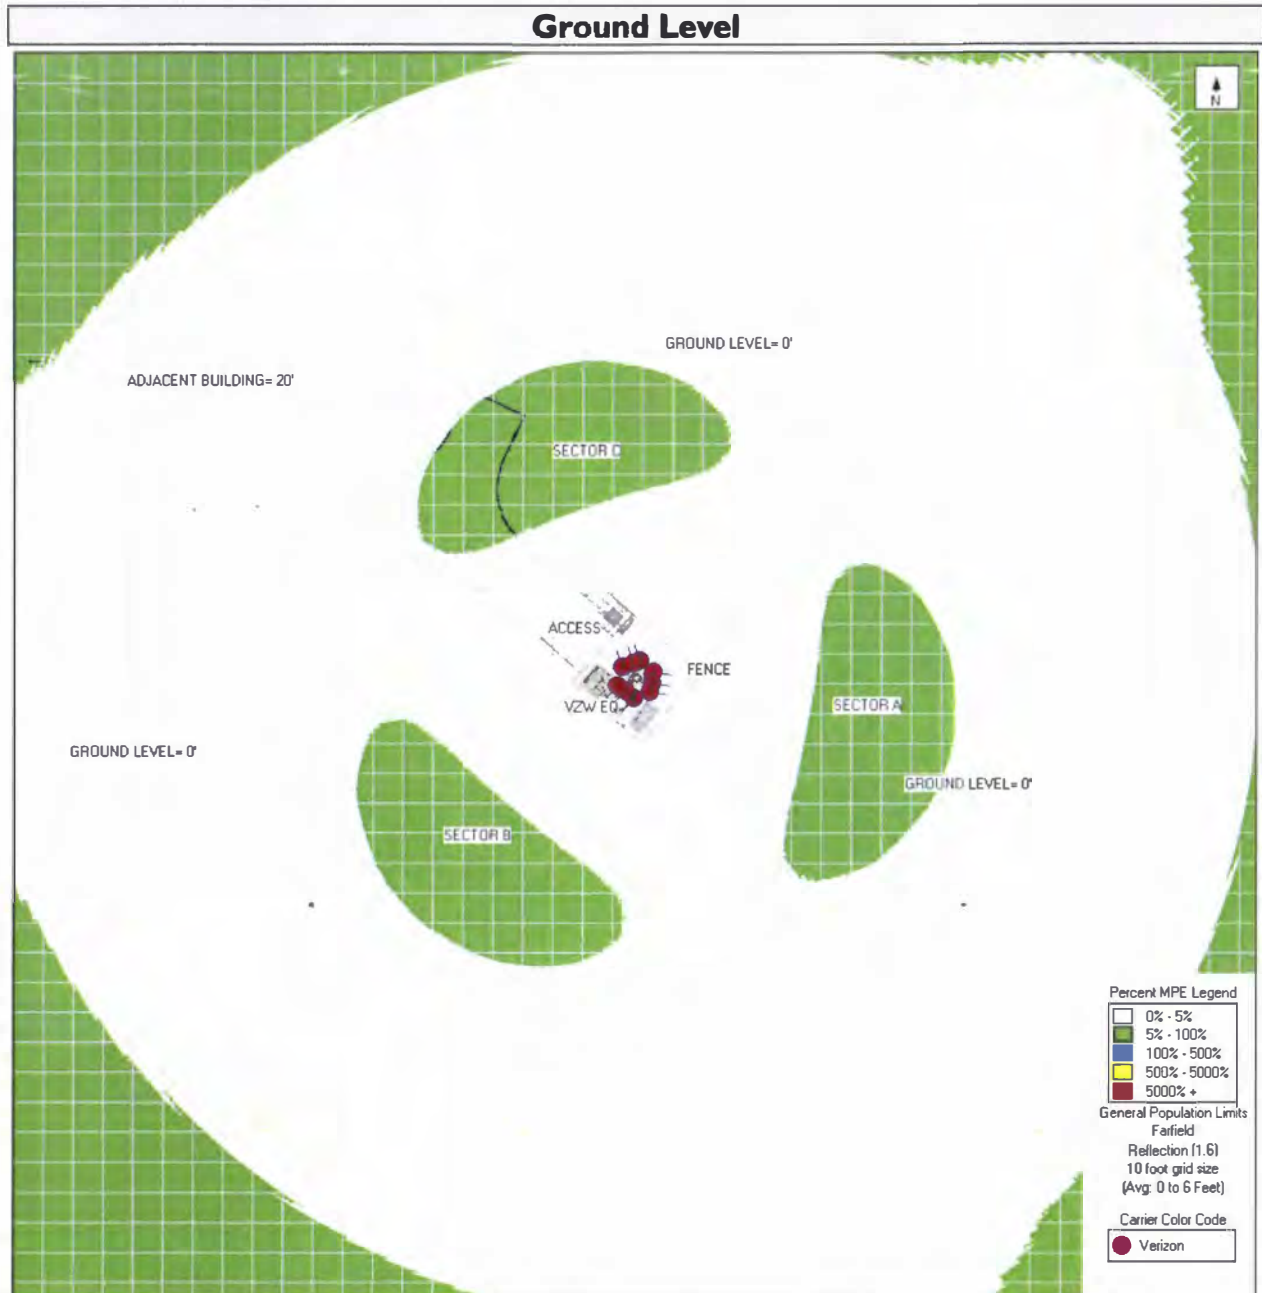 Ground Level
N
GROUND LEVEL= 0'
ADJACENT BUILDING= 20'
SECTOR C
ACCESS
FENCE
VZW EQ
SECTOR A
GROUND LEVEL= 0'
GROUND LEVEL= 0'
SECTOR B
Percent MPE Legend
0% - 5%
5% - 100%
100% - 500%
500% - 5000%
5000% +
General Population Limits
Farfield
Reflection (1.6)
10 foot grid size
(Avg: 0 to 6 Feet)
Carrier Color Code
Verizon